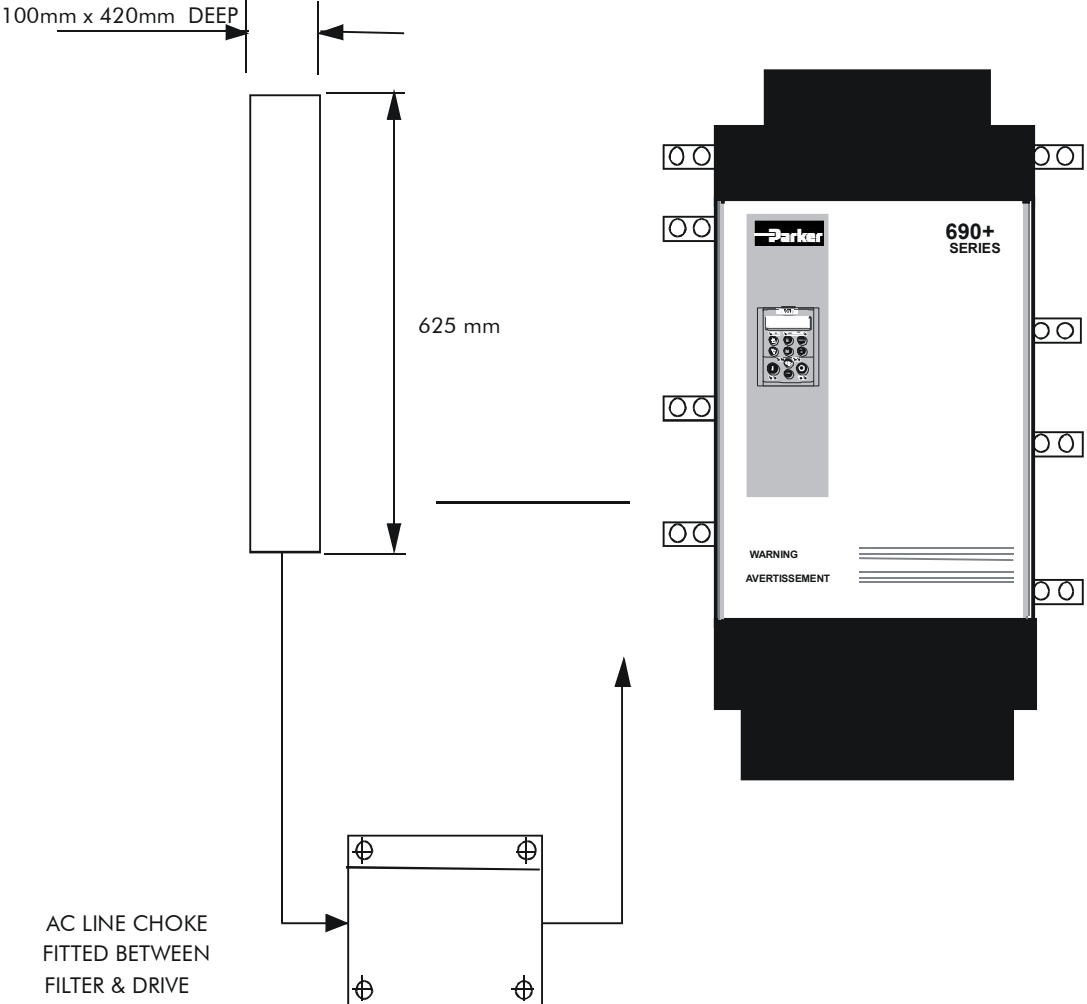 100mm x 420mm DEEP
625 mm
Parker
690+
SERIES
WARNING
AVERTISSEMENT
AC LINE CHOKE
FITTED BETWEEN
FILTER & DRIVE